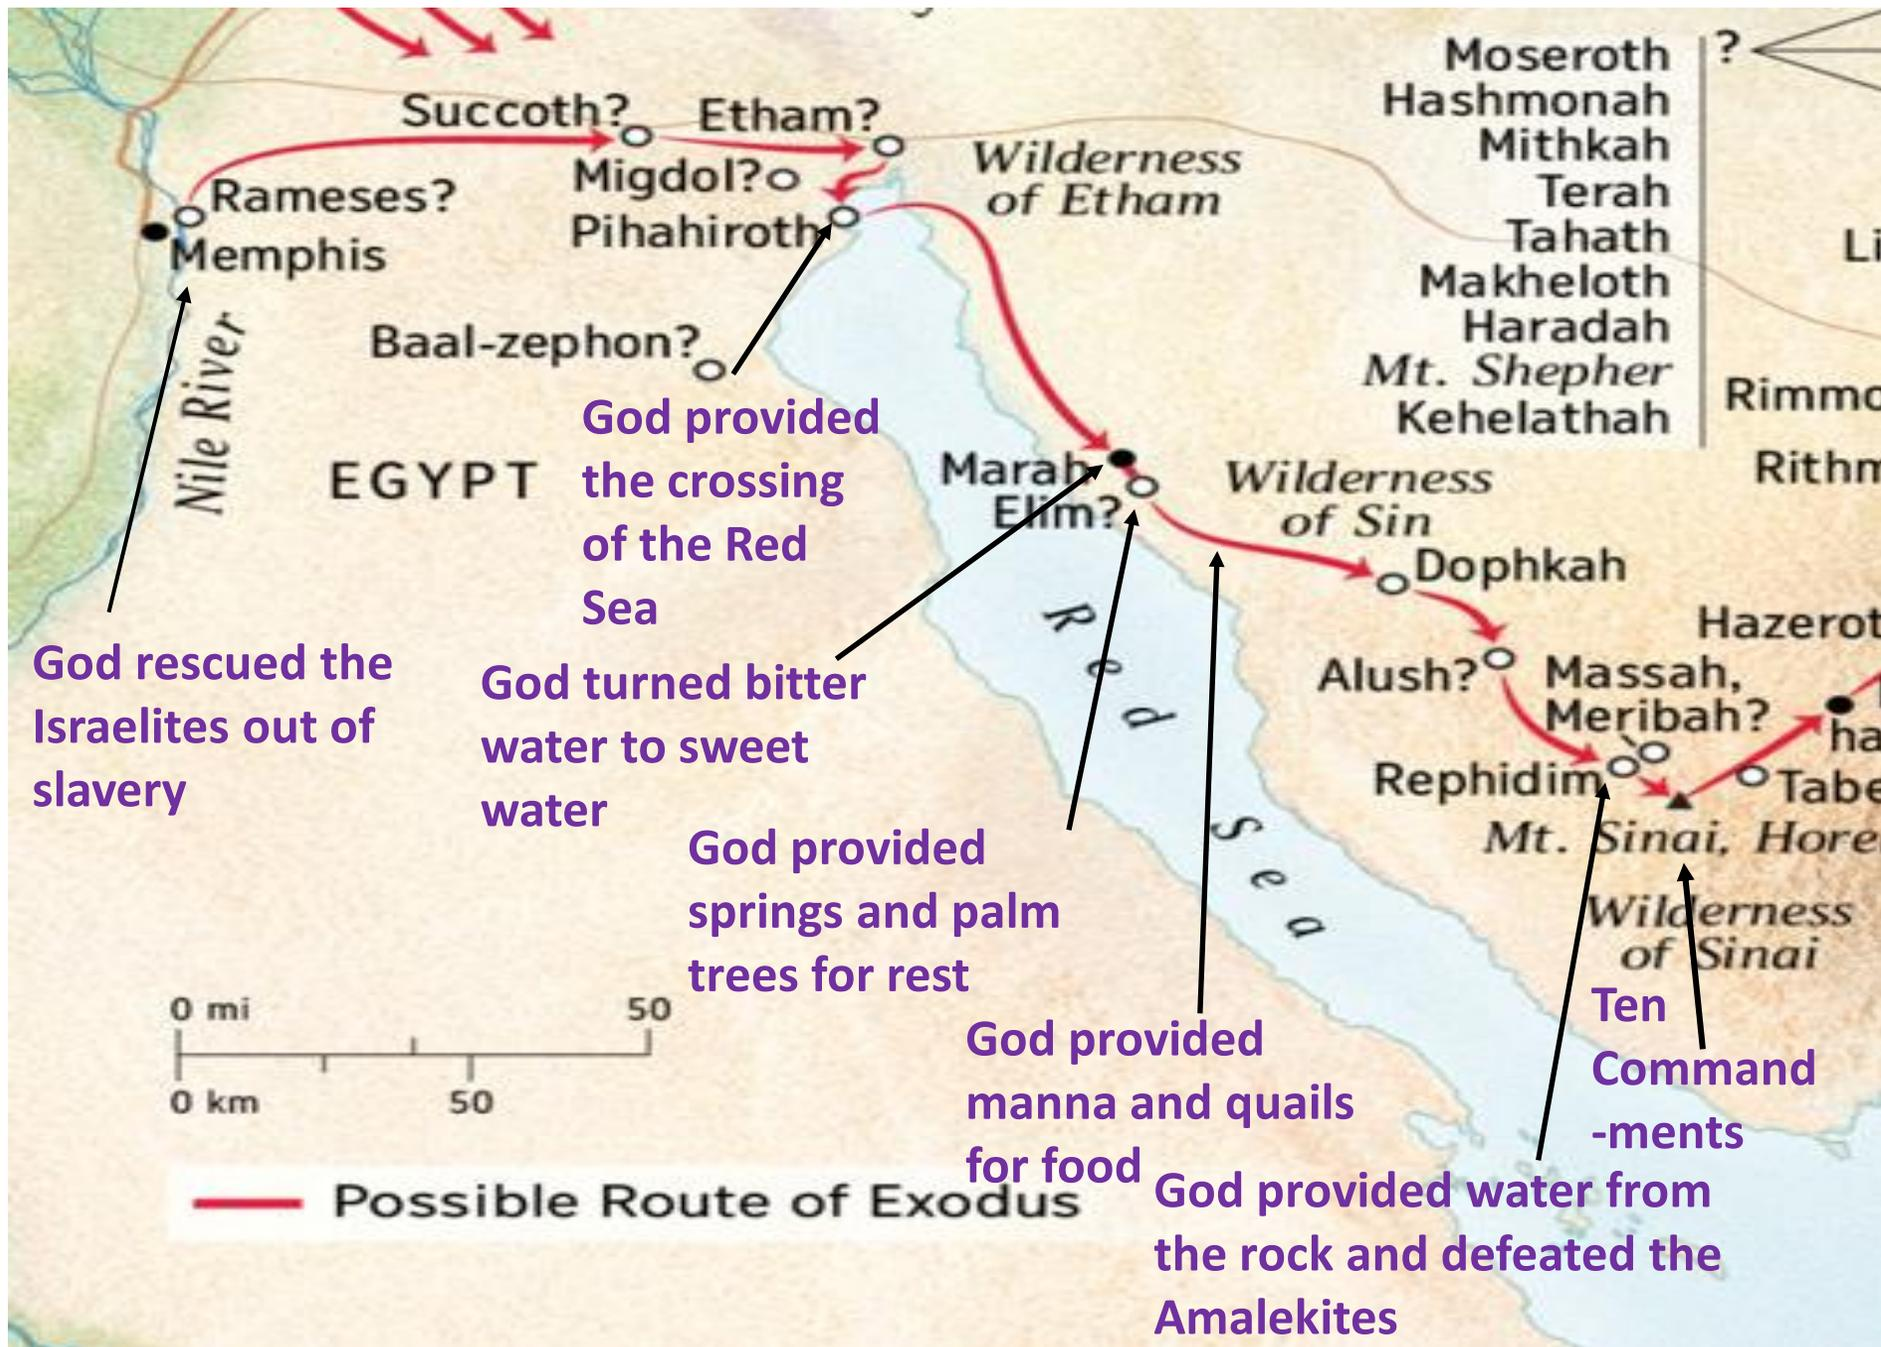 Moseroth
?
Hashmonah
Mithkah
Terah
Tahath
Makheloth
Haradah
Mt. Shepher
Kehelathah
Succoth?
Etham?
Wilderness
of Etham
Migdol?
Rameses?
Pihahiroth
Memphis
Li
Nile River
Baal-zephon?
Rimmo
EGYPT
God provided
the crossing
of the Red
Sea
Marah
Elim?
Wilderness
of Sin
Rithm
Dophkah
Hazerot
Red Sea
Alush?
Massah,
Meribah?
ha
Rephidim
Tabe
Mt. Sinai, Hore
Wilderness
of Sinai
God rescued the
Israelites out of
slavery
God turned bitter
water to sweet
water
God provided
springs and palm
trees for rest
God provided
manna and quails
for food
Ten
Command
-ments
God provided water from
the rock and defeated the
Amalekites
0 mi 50
0 km 50
Possible Route of Exodus